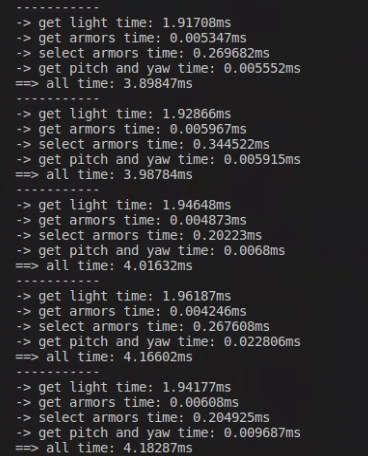 -----------
-> get light time: 1.91708ms
-> get armors time: 0.005347ms
-> select armors time: 0.269682ms
-> get pitch and yaw time: 0.005552ms
==> all time: 3.89847ms
-----------
-> get light time: 1.92866ms
-> get armors time: 0.005967ms
-> select armors time: 0.344522ms
-> get pitch and yaw time: 0.005915ms
==> all time: 3.98784ms
-----------
-> get light time: 1.94648ms
-> get armors time: 0.004873ms
-> select armors time: 0.20223ms
-> get pitch and yaw time: 0.0068ms
==> all time: 4.01632ms
-----------
-> get light time: 1.96187ms
-> get armors time: 0.004246ms
-> select armors time: 0.267608ms
-> get pitch and yaw time: 0.022806ms
==> all time: 4.16602ms
-----------
-> get light time: 1.94177ms
-> get armors time: 0.00608ms
-> select armors time: 0.204925ms
-> get pitch and yaw time: 0.009687ms
==> all time: 4.18287ms